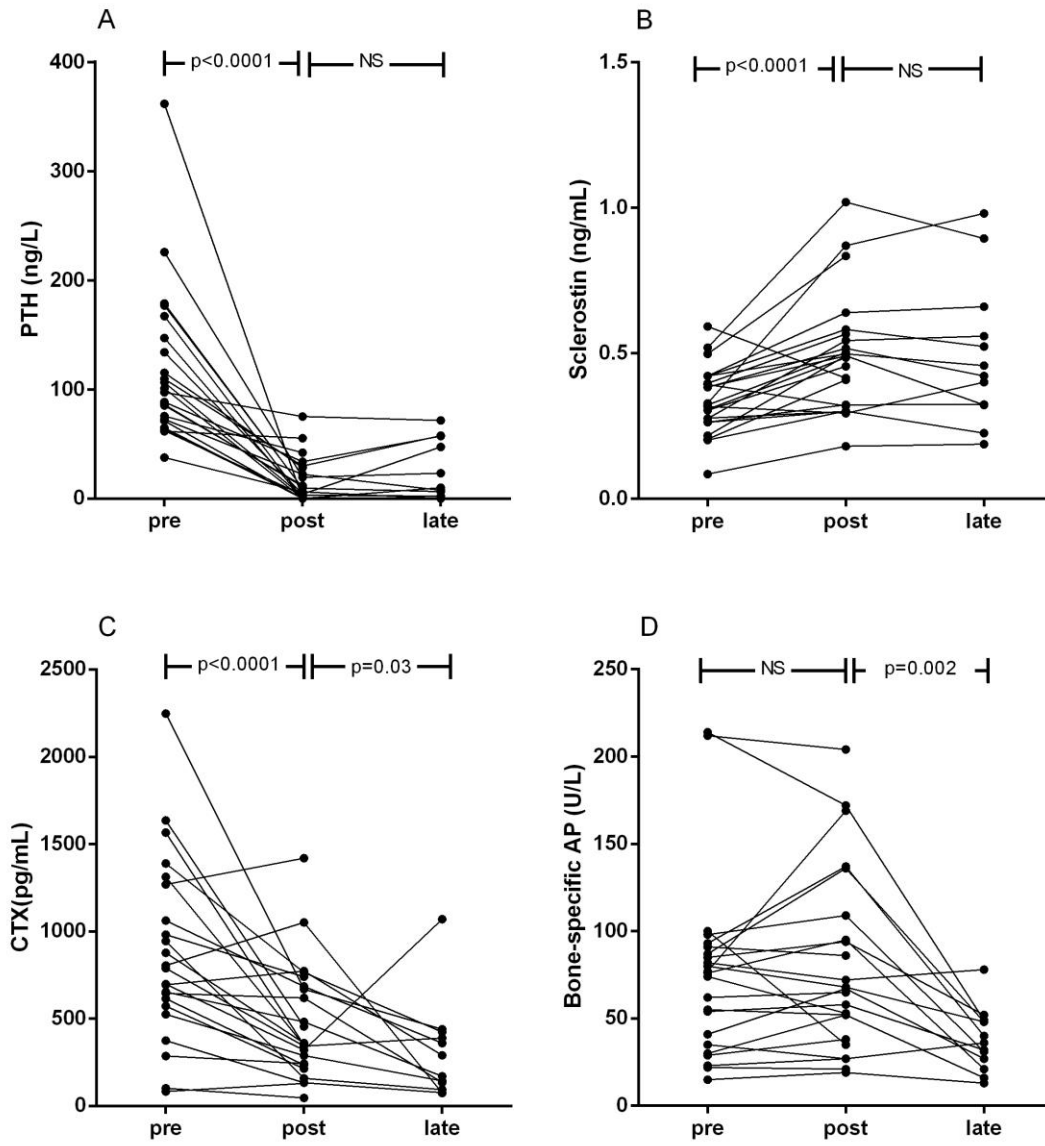 A
p<0.0001 NS
400
300
200
100
0
PTH (ng/L)
pre post late
B
p<0.0001 NS
1.5
1.0
0.5
0.0
Sclerostin (ng/mL)
pre post late
C
p<0.0001 p=0.03
2500
2000
1500
1000
500
0
CTX(pg/mL)
pre post late
D
NS p=0.002
250
200
150
100
50
0
Bone-specific AP (U/L)
pre post late